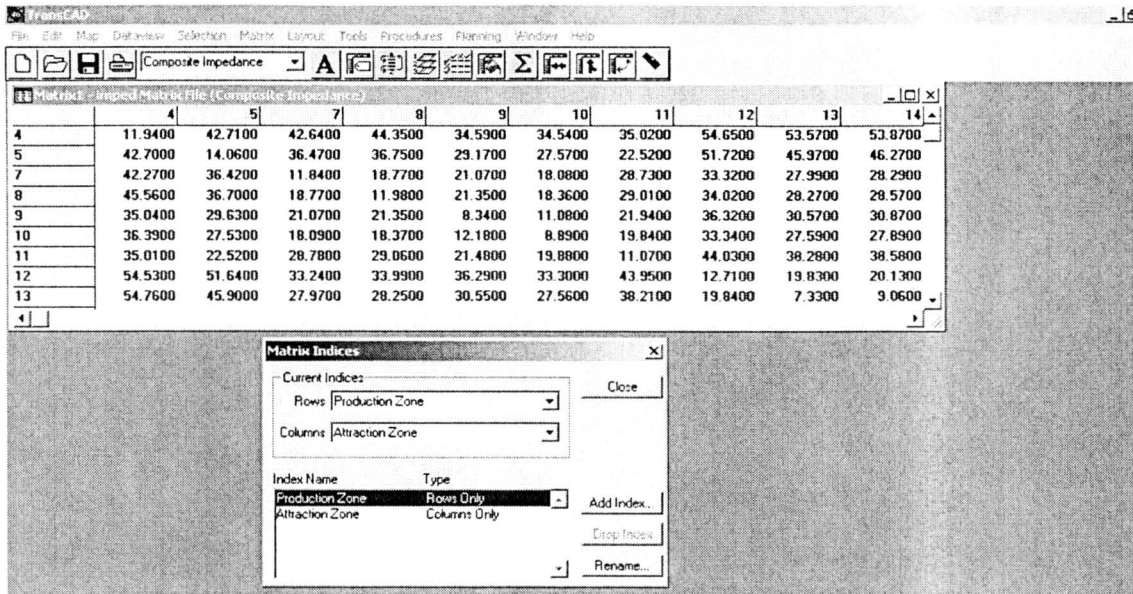 TransCAD
File Edit Map Dataview Selection Matrix Layout Tools Procedures Planning Window Help
Composite Impedance A Σ
Matrix1 - Imped Matrix File (Composite Impedance)
4 5 7 8 9 10 11 12 13 14
4 11.9400 42.7100 42.6400 44.3500 34.5900 34.5400 35.0200 54.6500 53.5700 53.8700
5 42.7000 14.0600 36.4700 36.7500 29.1700 27.5700 22.5200 51.7200 45.9700 46.2700
7 42.2700 36.4200 11.8400 18.7700 21.0700 18.0800 28.7300 33.3200 27.9900 28.2900
8 45.5600 36.7000 18.7700 11.9800 21.3500 18.3600 29.0100 34.0200 28.2700 28.5700
9 35.0400 29.6300 21.0700 21.3500 8.3400 11.0800 21.9400 36.3200 30.5700 30.8700
10 36.3900 27.5300 18.0900 18.3700 12.1800 8.8900 19.8400 33.3400 27.5900 27.8900
11 35.0100 22.5200 28.7800 29.0600 21.4800 19.8800 11.0700 44.0300 38.2800 38.5800
12 54.5300 51.6400 33.2400 33.9900 36.2900 33.3000 43.9500 12.7100 19.8300 20.1300
13 54.7600 45.9000 27.9700 28.2500 30.5500 27.5600 38.2100 19.8400 7.3300 9.0600
Matrix Indices
Current Indices
Close
Rows Production Zone
Columns Attraction Zone
Index Name Type
Production Zone Rows Only
Attraction Zone Columns Only
Add Index...
Drop Index
Rename...